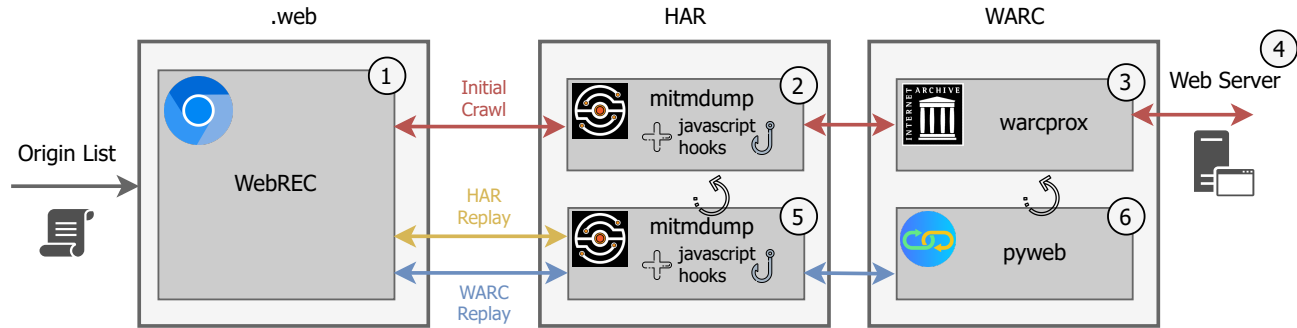 .web
HAR
WARC
Origin List
1
WebREC
Initial
Crawl
HAR
Replay
WARC
Replay
2
mitmdump
javascript
hooks
5
mitmdump
javascript
hooks
3
INTERNET
ARCHIVE
warcprox
6
pyweb
4
Web Server